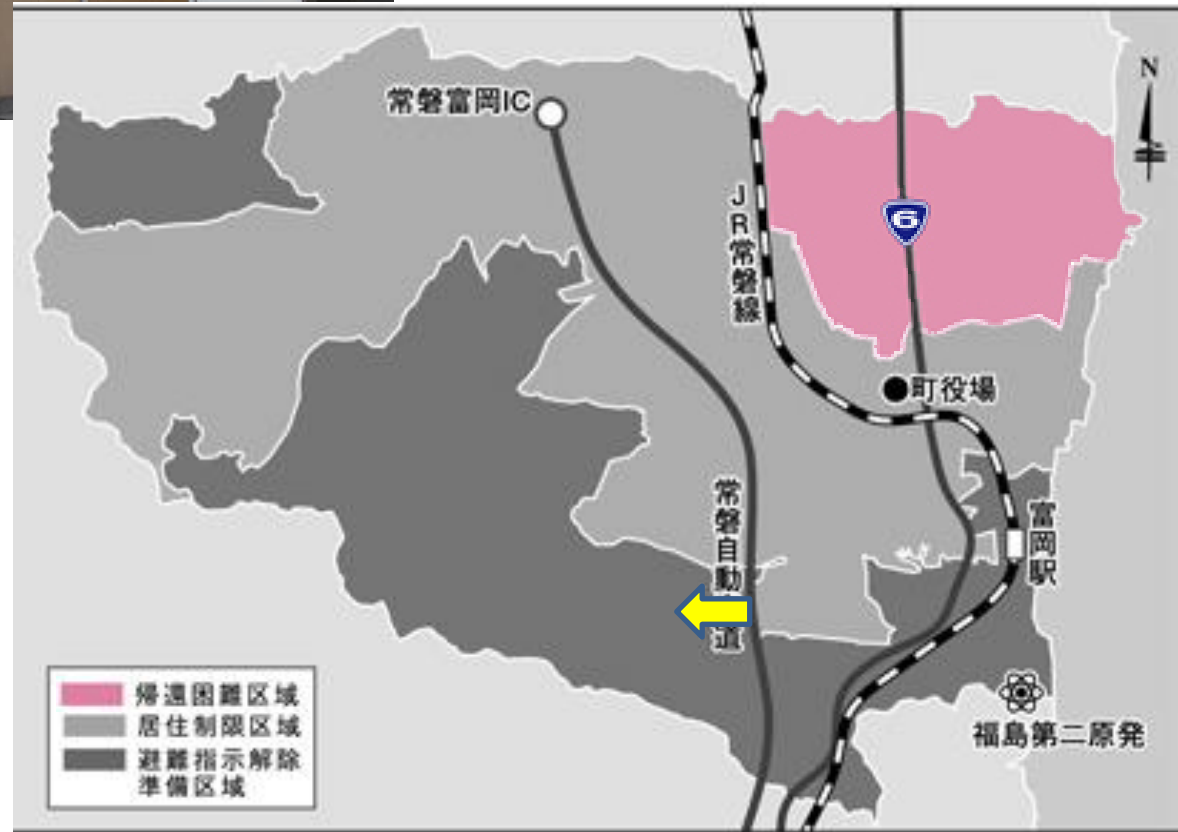 常磐富岡IC
N
JR常磐線
6
町役場
富岡駅
常磐自動 道
福島第二原発
帰還困難区域
居住制限区域
避難指示解除
準備区域